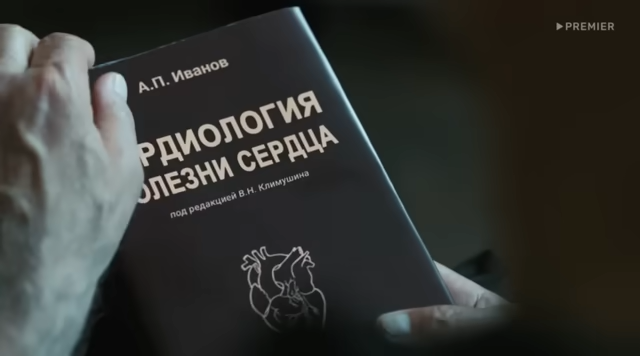 PREMIER
А.П. Иванов
РДИОЛОГИЯ
ОЛЕЗНИ СЕРДЦА
под редакцией В.Н. Климушина